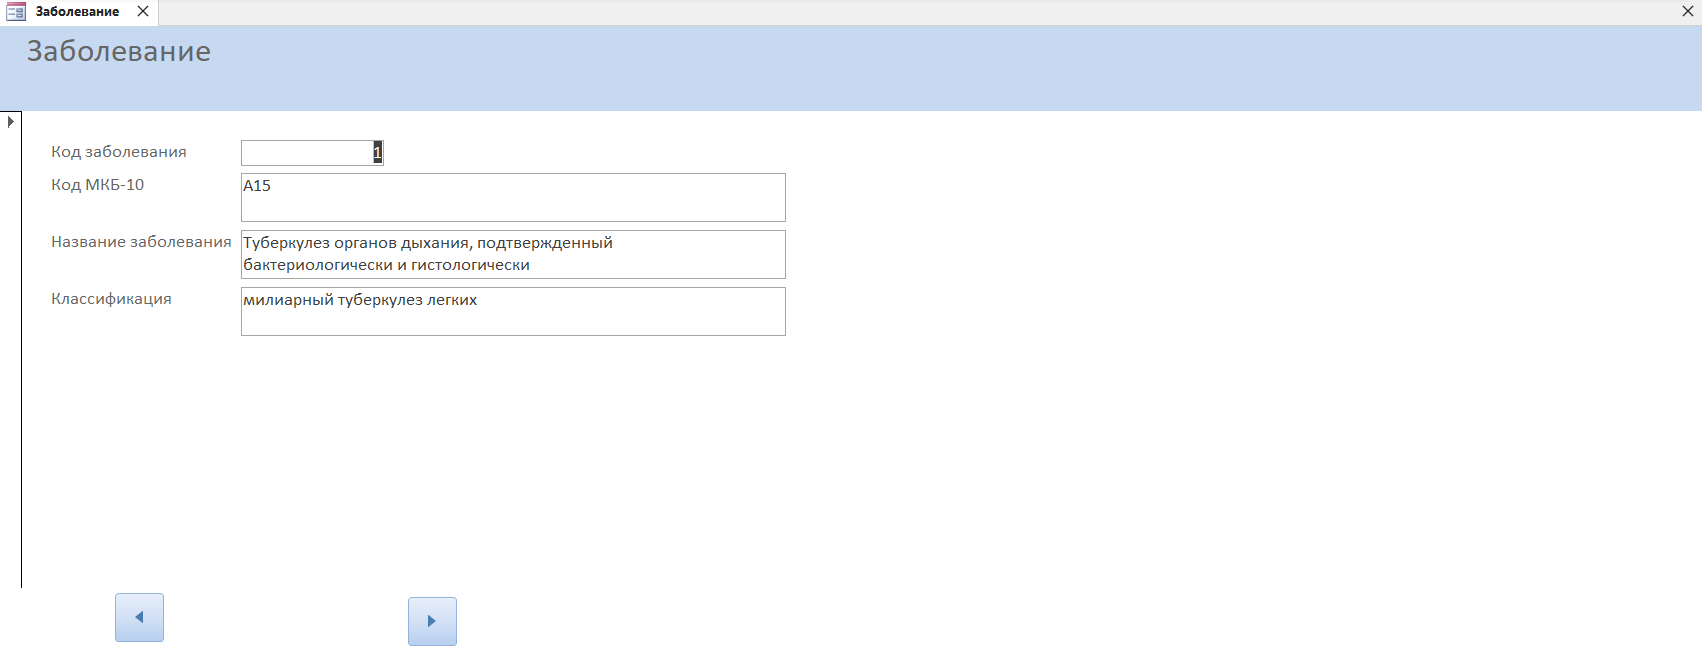 Заболевание
Заболевание
Код заболевания
1
Код МКБ-10
A15
Название заболевания
Туберкулез органов дыхания, подтвержденный
бактериологически и гистологически
Классификация
милиарный туберкулез легких